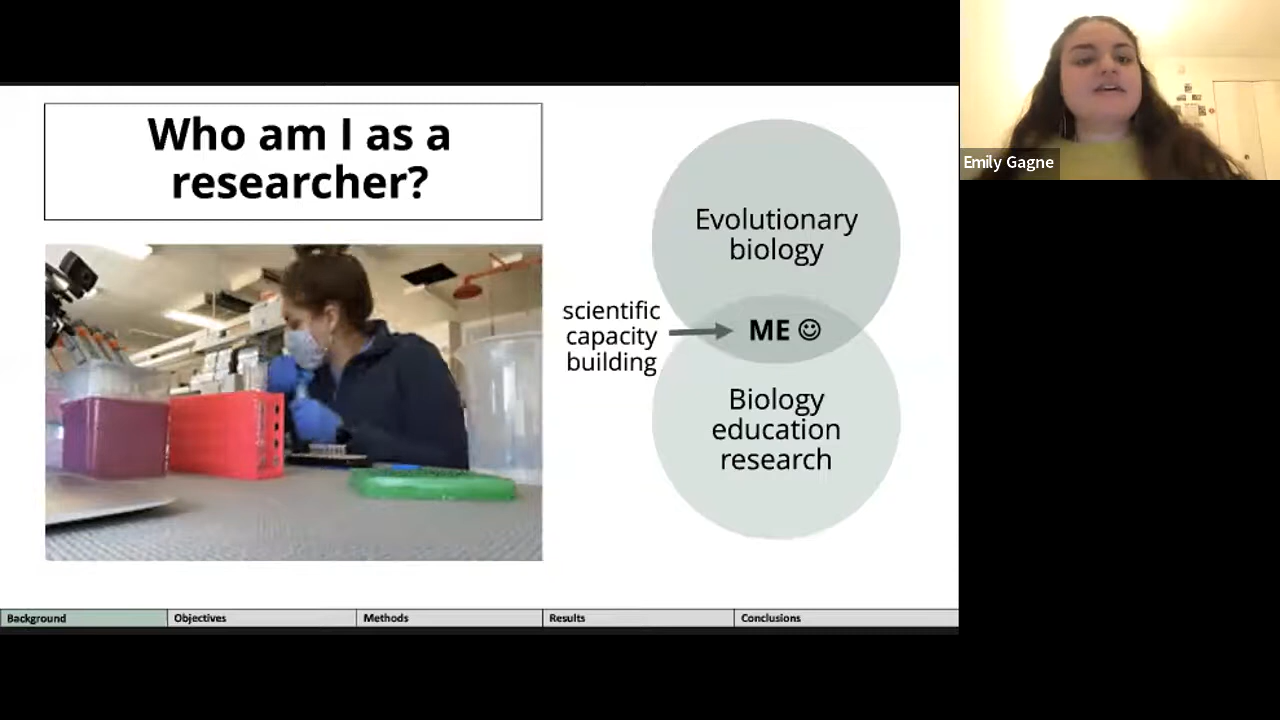 Who am I as a
researcher?
Evolutionary
biology
scientific
capacity
building
ME ☺
Biology
education
research
Background
Objectives
Methods
Results
Conclusions
Emily Gagne